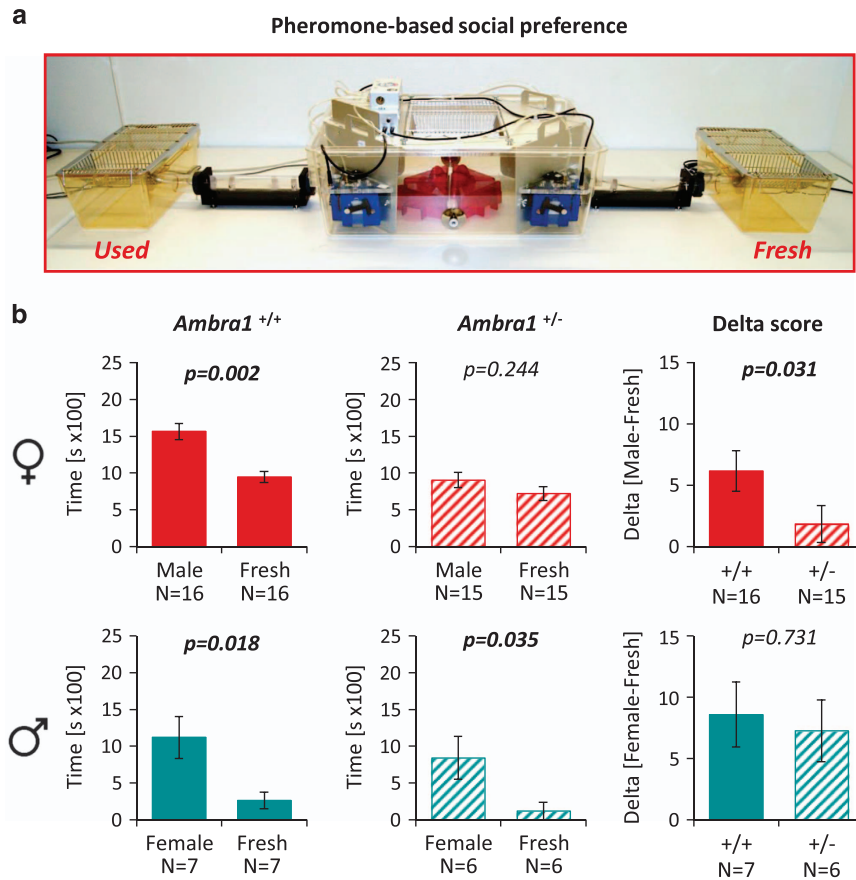 a
Pheromone-based social preference
Used
Fresh
b
Ambra1 +/+
Ambra1 +/-
Delta score
Time [s x100]
25
20
15
10
5
0
p=0.002
Male
N=16
Fresh
N=16
Time [s x100]
25
20
15
10
5
0
p=0.244
Male
N=15
Fresh
N=15
Delta [Male-Fresh]
15
10
5
0
p=0.031
+/+
N=16
+/-
N=15
♀
Time [s x100]
25
20
15
10
5
0
p=0.018
Female
N=7
Fresh
N=7
Time [s x100]
25
20
15
10
5
0
p=0.035
Female
N=6
Fresh
N=6
Delta [Female-Fresh]
15
10
5
0
p=0.731
+/+
N=7
+/-
N=6
♂